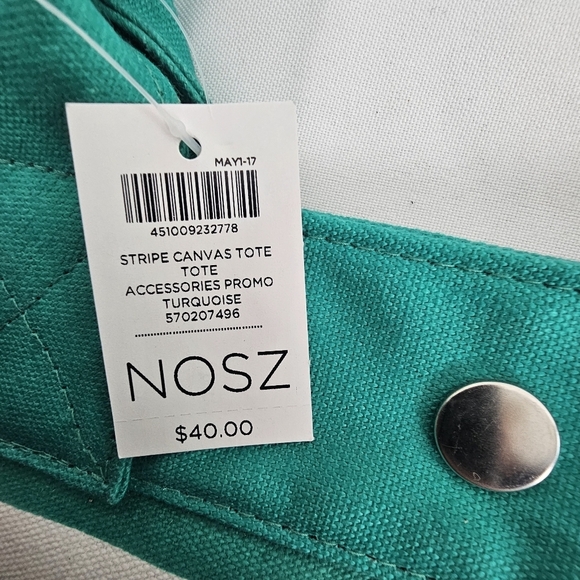 MAY1-17
451009232778
STRIPE CANVAS TOTE
TOTE
ACCESSORIES PROMO
TURQUOISE
570207496
NOSZ
$40.00